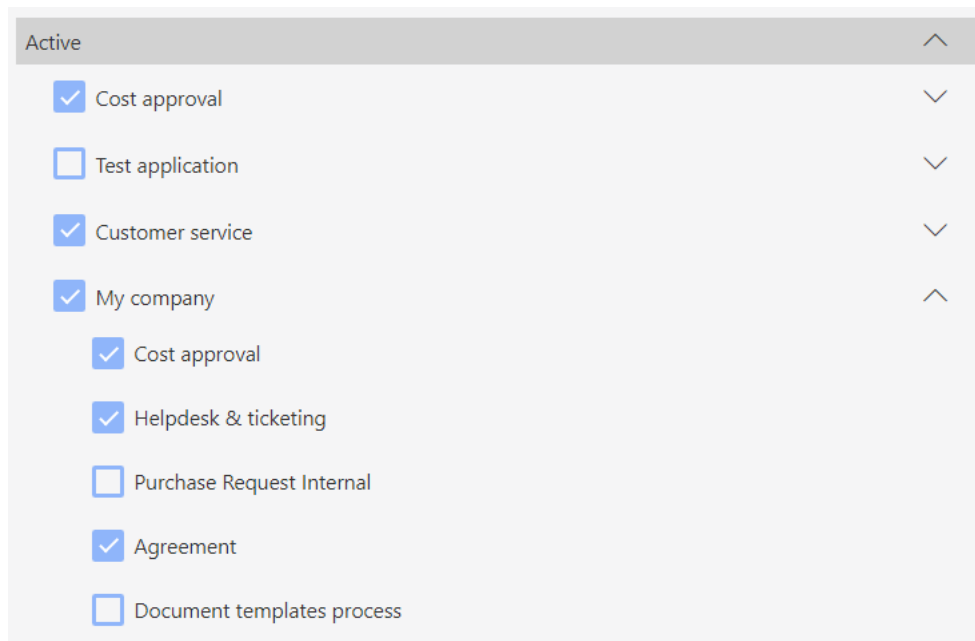 Active
Cost approval
Test application
Customer service
My company
Cost approval
Helpdesk & ticketing
Purchase Request Internal
Agreement
Document templates process